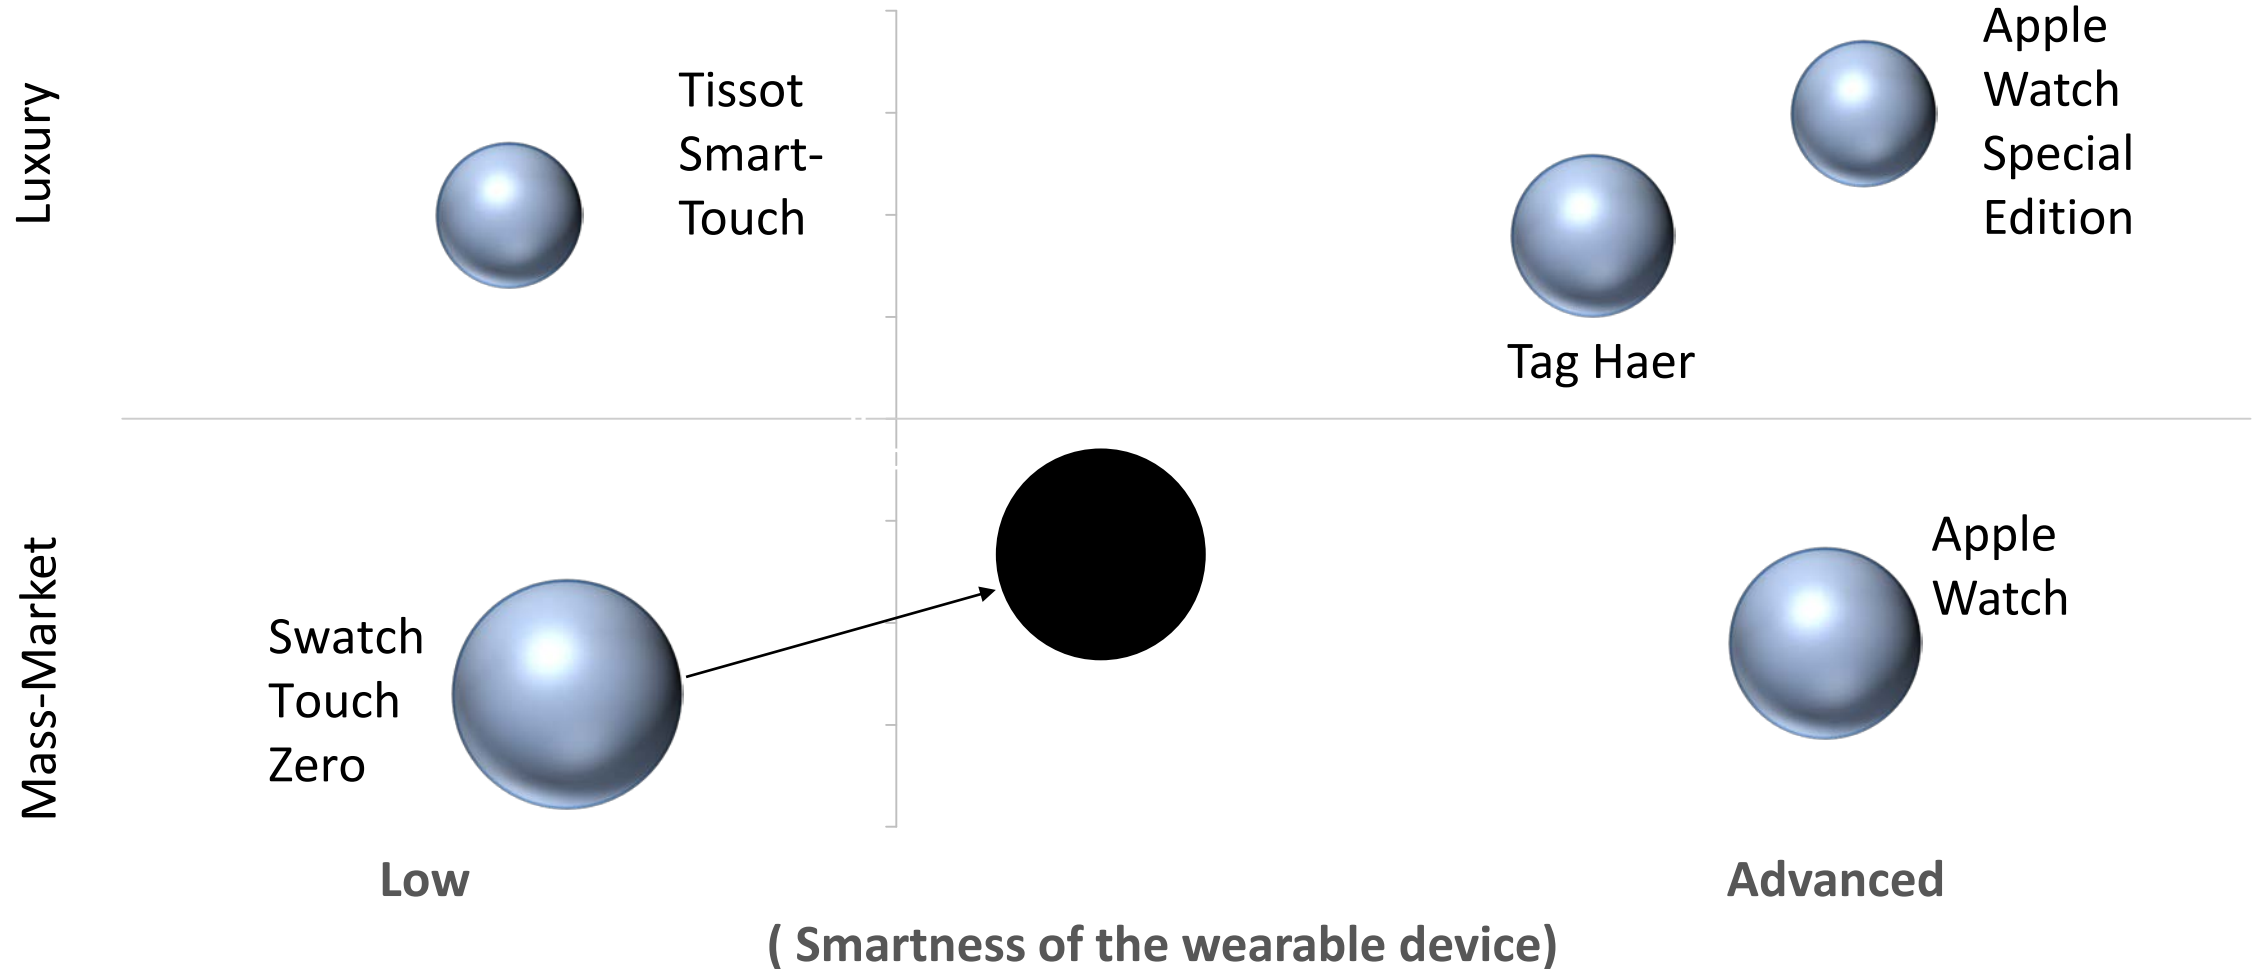 Luxury
Tissot
Smart-
Touch
Apple
Watch
Special
Edition
Tag Haer
Mass-Market
Swatch
Touch
Zero
Apple
Watch
Low
Advanced
( Smartness of the wearable device)